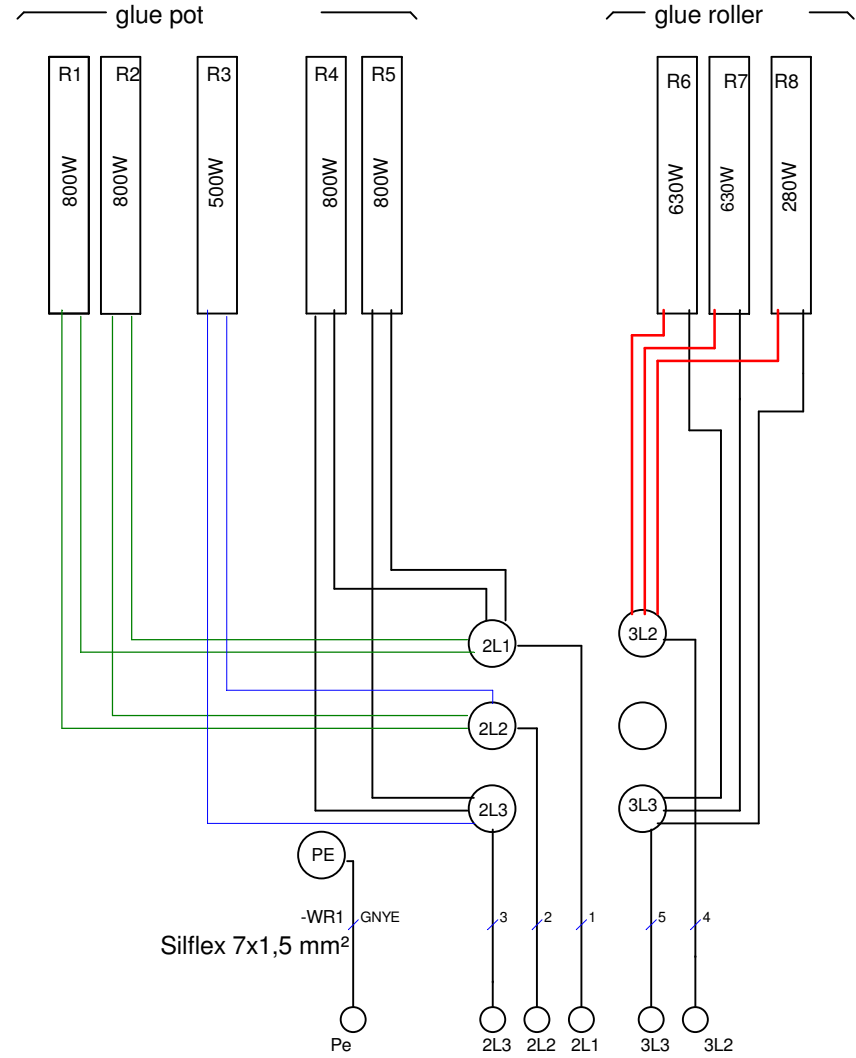 glue pot
glue roller
R1
R2
R3
R4
R5
R6
R7
R8
800W
800W
500W
800W
800W
630W
630W
280W
2L1
3L2
2L2
2L3
3L3
PE
-WR1
GNYE
3
2
1
5
4
Silflex 7x1,5 mm²
Pe
2L3
2L2
2L1
3L3
3L2